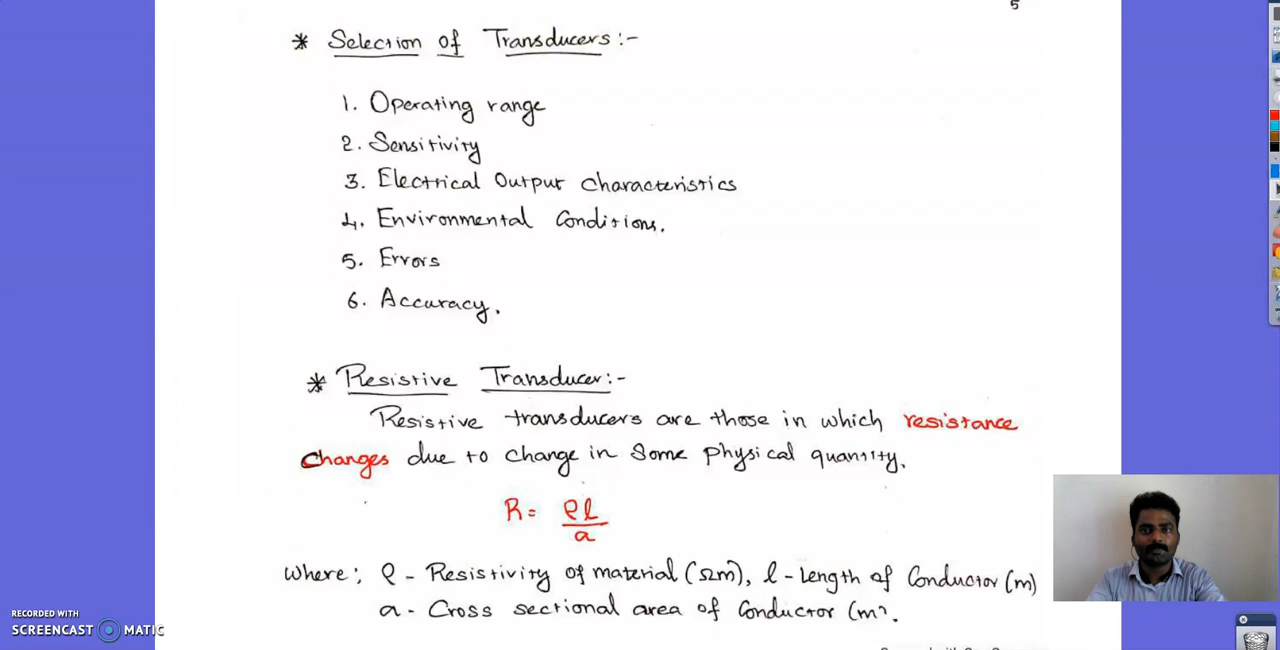 5
* Selection of Transducers:-
1. Operating range
2. Sensitivity
3. Electrical Output Characteristics
4. Environmental Conditions.
5. Errors
6. Accuracy.
* Resistive Transducer:-
Resistive transducers are those in which resistance
Changes due to change in Some physical quantity.
R = ρl
a
Where; ρ - Resistivity of material (Ωm), l - Length of Conductor (m)
a - Cross sectional area of Conductor (m².
RECORDED WITH
SCREENCAST MATIC